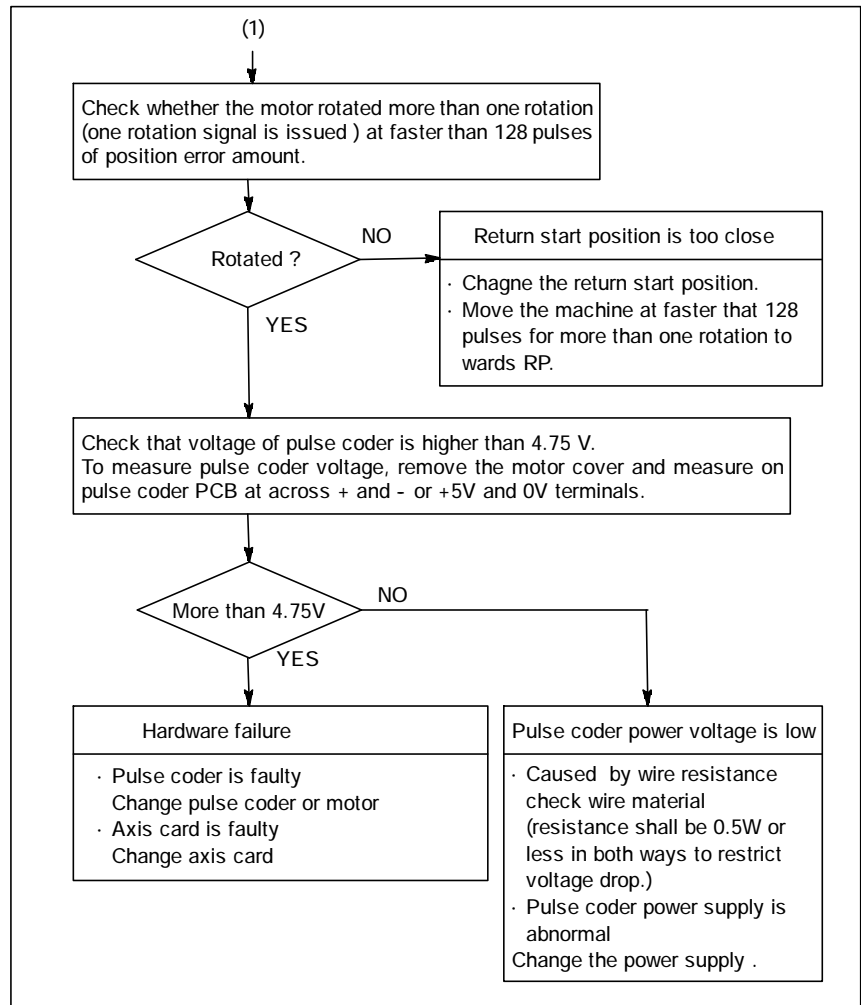 (1)
Check whether the motor rotated more than one rotation
(one rotation signal is issued ) at faster than 128 pulses
of position error amount.
Rotated ?
NO
YES
Return start position is too close
· Chagne the return start position.
· Move the machine at faster that 128
pulses for more than one rotation to
wards RP.
Check that voltage of pulse coder is higher than 4.75 V.
To measure pulse coder voltage, remove the motor cover and measure on
pulse coder PCB at across + and - or +5V and 0V terminals.
More than 4.75V
NO
YES
Hardware failure
· Pulse coder is faulty
Change pulse coder or motor
· Axis card is faulty
Change axis card
Pulse coder power voltage is low
· Caused by wire resistance
check wire material
(resistance shall be 0.5W or
less in both ways to restrict
voltage drop.)
· Pulse coder power supply is
abnormal
Change the power supply .